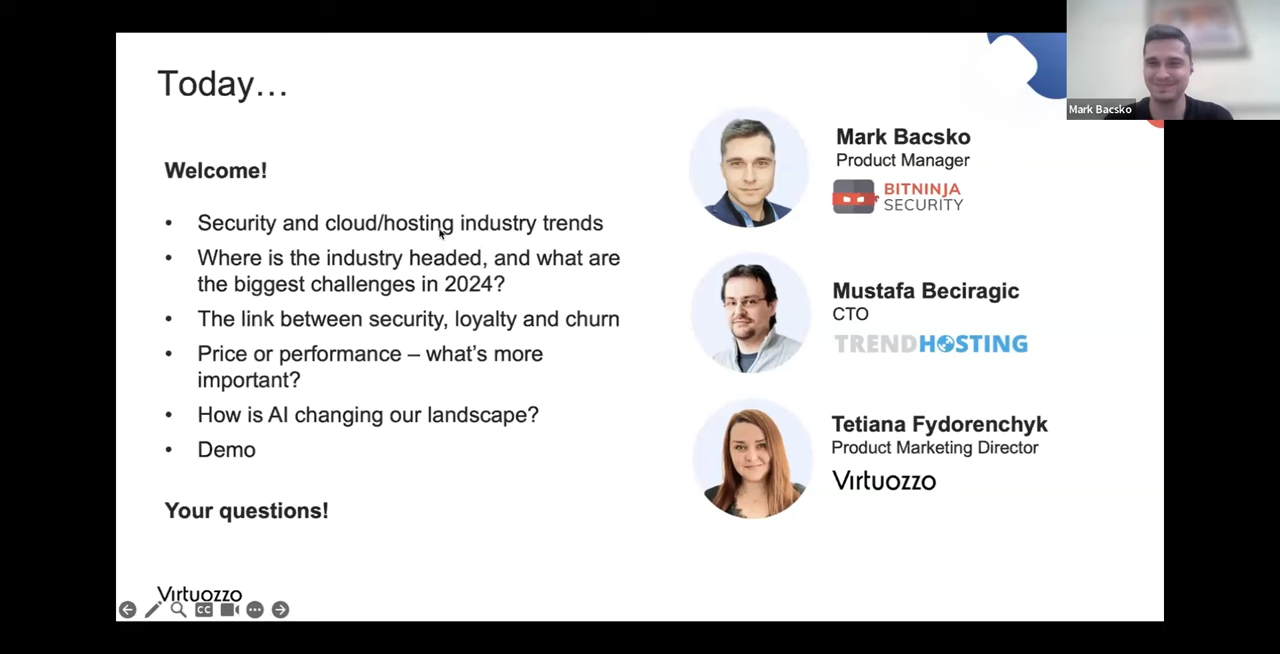 Today…
Welcome!
• Security and cloud/hosting industry trends
• Where is the industry headed, and what are
the biggest challenges in 2024?
• The link between security, loyalty and churn
• Price or performance – what’s more
important?
• How is AI changing our landscape?
• Demo
Your questions!
Mark Bacsko
Product Manager
BITNINJA
SECURITY
Mustafa Beciragic
CTO
TRENDHOSTING
Tetiana Fydorenchyk
Product Marketing Director
Virtuozzo
Virtuozzo
CC
Mark Bacsko